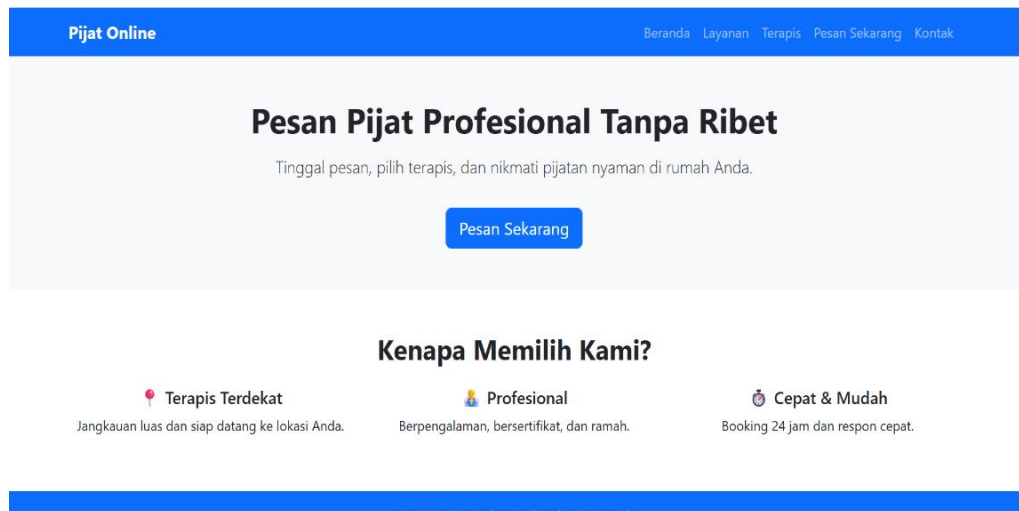 Pijat Online
Beranda Layanan Terapis Pesan Sekarang Kontak
Pesan Pijat Profesional Tanpa Ribet
Tinggal pesan, pilih terapis, dan nikmati pijatan nyaman di rumah Anda.
Pesan Sekarang
Kenapa Memilih Kami?
Terapis Terdekat
Jangkauan luas dan siap datang ke lokasi Anda.
Profesional
Berpengalaman, bersertifikat, dan ramah.
Cepat & Mudah
Booking 24 jam dan respon cepat.